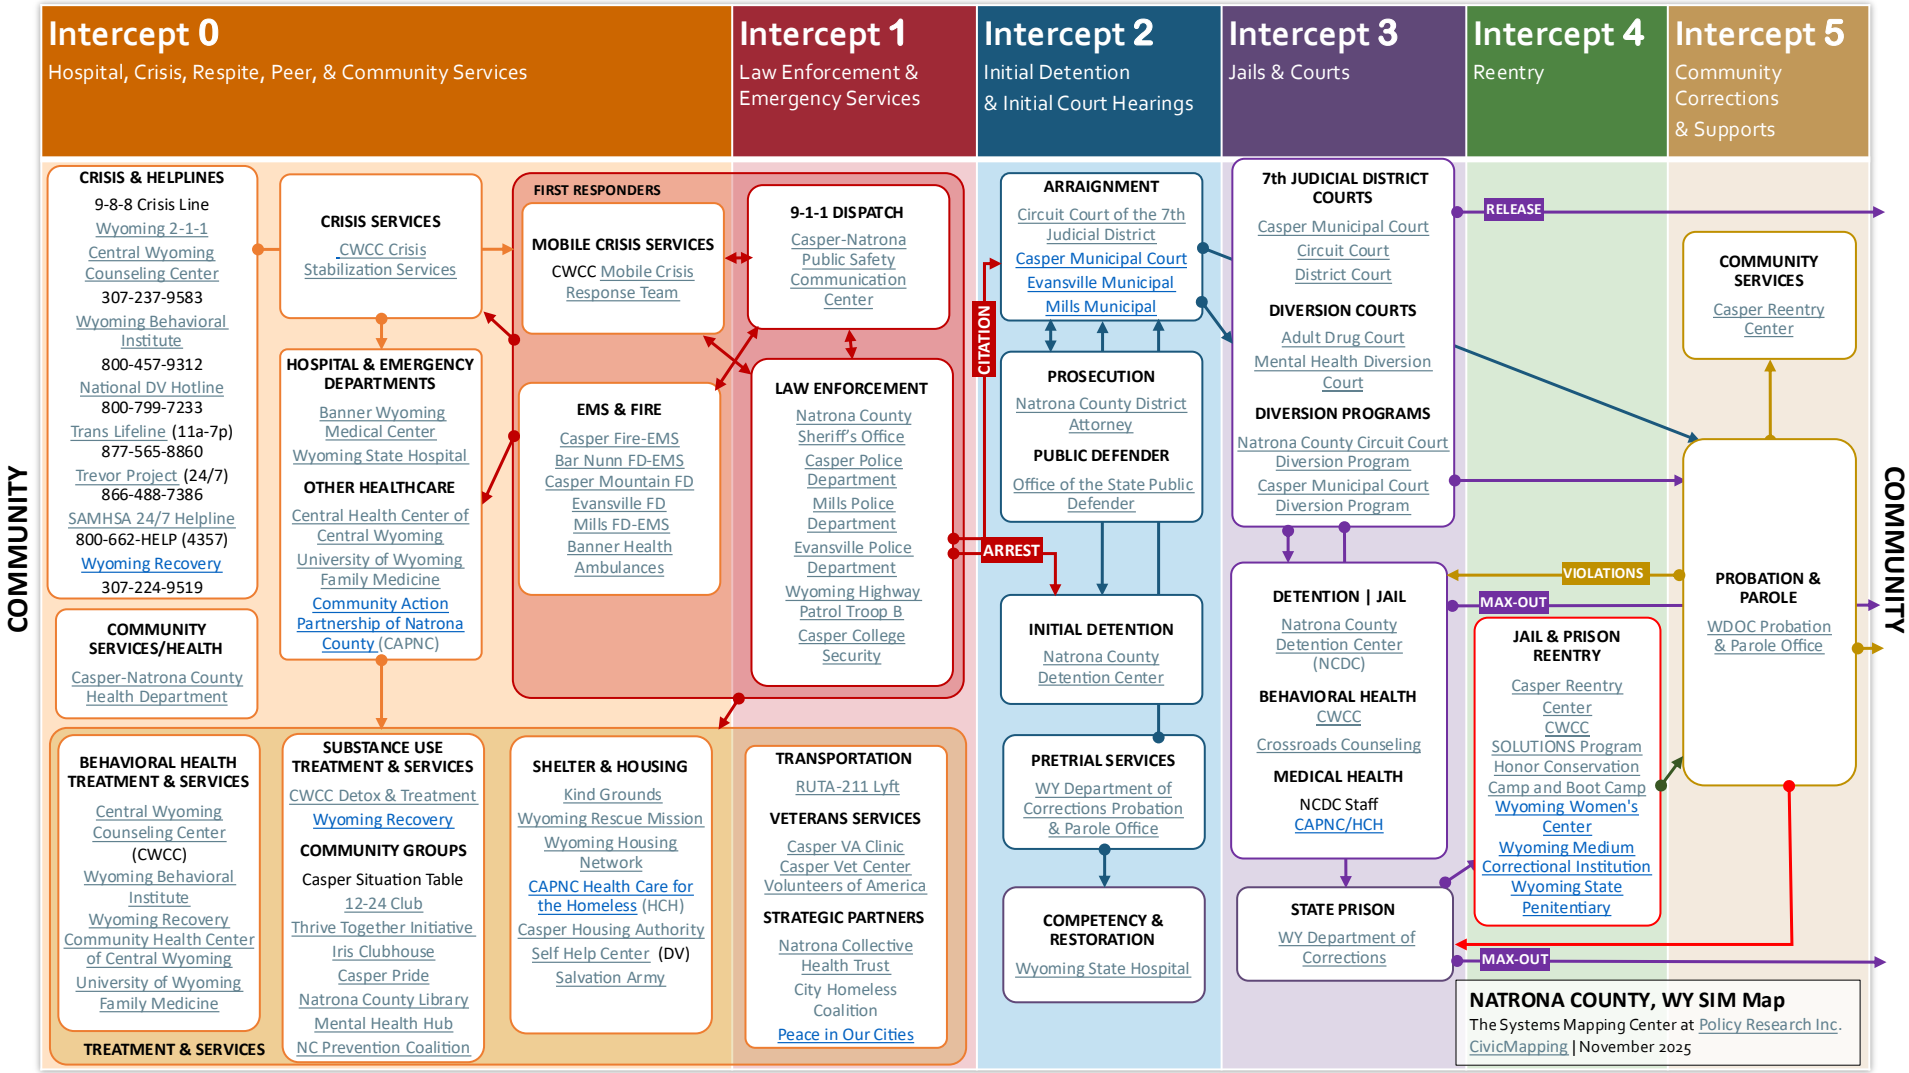 Intercept 0
Hospital, Crisis, Respite, Peer, & Community Services
Intercept 1
Law Enforcement &
Emergency Services
Intercept 2
Initial Detention
& Initial Court Hearings
Intercept 3
Jails & Courts
Intercept 4
Reentry
Intercept 5
Community
Corrections
& Supports
COMMUNITY
CRISIS & HELPLINES
9-8-8 Crisis Line
Wyoming 2-1-1
Central Wyoming
Counseling Center
307-237-9583
Wyoming Behavioral
Institute
800-457-9312
National DV Hotline
800-799-7233
Trans Lifeline (11a-7p)
877-565-8860
Trevor Project (24/7)
866-488-7386
SAMHSA 24/7 Helpline
800-662-HELP (4357)
Wyoming Recovery
307-224-9519
COMMUNITY
SERVICES/HEALTH
Casper-Natrona County
Health Department
CRISIS SERVICES
CWCC Crisis
Stabilization Services
HOSPITAL & EMERGENCY
DEPARTMENTS
Banner Wyoming
Medical Center
Wyoming State Hospital
OTHER HEALTHCARE
Central Health Center of
Central Wyoming
University of Wyoming
Family Medicine
Community Action
Partnership of Natrona
County (CAPNC)
FIRST RESPONDERS
MOBILE CRISIS SERVICES
CWCC Mobile Crisis
Response Team
EMS & FIRE
Casper Fire-EMS
Bar Nunn FD-EMS
Casper Mountain FD
Evansville FD
Mills FD-EMS
Banner Health
Ambulances
9-1-1 DISPATCH
Casper-Natrona
Public Safety
Communication
Center
LAW ENFORCEMENT
Natrona County
Sheriff's Office
Casper Police
Department
Mills Police
Department
Evansville Police
Department
Wyoming Highway
Patrol Troop B
Casper College
Security
BEHAVIORAL HEALTH
TREATMENT & SERVICES
Central Wyoming
Counseling Center
(CWCC)
Wyoming Behavioral
Institute
Wyoming Recovery
Community Health Center
of Central Wyoming
University of Wyoming
Family Medicine
TREATMENT & SERVICES
SUBSTANCE USE
TREATMENT & SERVICES
CWCC Detox & Treatment
Wyoming Recovery
COMMUNITY GROUPS
Casper Situation Table
12-24 Club
Thrive Together Initiative
Iris Clubhouse
Casper Pride
Natrona County Library
Mental Health Hub
NC Prevention Coalition
SHELTER & HOUSING
Kind Grounds
Wyoming Rescue Mission
Wyoming Housing
Network
CAPNC Health Care for
the Homeless (HCH)
Casper Housing Authority
Self Help Center (DV)
Salvation Army
TRANSPORTATION
RUTA-211 Lyft
VETERANS SERVICES
Casper VA Clinic
Casper Vet Center
Volunteers of America
STRATEGIC PARTNERS
Natrona Collective
Health Trust
City Homeless
Coalition
Peace in Our Cities
CITATION
ARREST
ARRAIGNMENT
Circuit Court of the 7th
Judicial District
Casper Municipal Court
Evansville Municipal
Mills Municipal
PROSECUTION
Natrona County District
Attorney
PUBLIC DEFENDER
Office of the State Public
Defender
INITIAL DETENTION
Natrona County
Detention Center
PRETRIAL SERVICES
WY Department of
Corrections Probation
& Parole Office
COMPETENCY &
RESTORATION
Wyoming State Hospital
7th JUDICIAL DISTRICT
COURTS
Casper Municipal Court
Circuit Court
District Court
DIVERSION COURTS
Adult Drug Court
Mental Health Diversion
Court
DIVERSION PROGRAMS
Natrona County Circuit Court
Diversion Program
Casper Municipal Court
Diversion Program
DETENTION | JAIL
Natrona County
Detention Center
(NCDC)
BEHAVIORAL HEALTH
CWCC
Crossroads Counseling
MEDICAL HEALTH
NCDC Staff
CAPNC/HCH
STATE PRISON
WY Department of
Corrections
RELEASE
VIOLATIONS
MAX-OUT
JAIL & PRISON
REENTRY
Casper Reentry
Center
CWCC
SOLUTIONS Program
Honor Conservation
Camp and Boot Camp
Wyoming Women's
Center
Wyoming Medium
Correctional Institution
Wyoming State
Penitentiary
MAX-OUT
COMMUNITY
SERVICES
Casper Reentry
Center
PROBATION &
PAROLE
WDOC Probation
& Parole Office
COMMUNITY
NATRONA COUNTY, WY SIM Map
The Systems Mapping Center at Policy Research Inc.
CivicMapping | November 2025